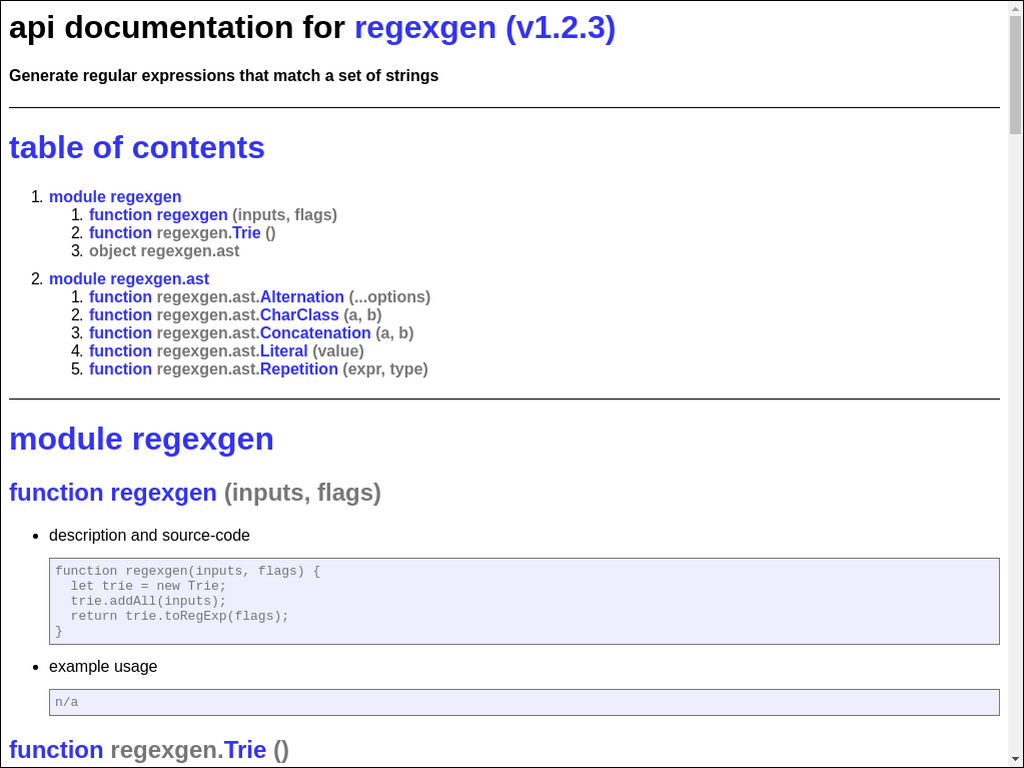 api documentation for regexgen (v1.2.3)
Generate regular expressions that match a set of strings
table of contents
1. module regexgen
1. function regexgen (inputs, flags)
2. function regexgen.Trie ()
3. object regexgen.ast
2. module regexgen.ast
1. function regexgen.ast.Alternation (...options)
2. function regexgen.ast.CharClass (a, b)
3. function regexgen.ast.Concatenation (a, b)
4. function regexgen.ast.Literal (value)
5. function regexgen.ast.Repetition (expr, type)
module regexgen
function regexgen (inputs, flags)
• description and source-code
function regexgen(inputs, flags) {
  let trie = new Trie;
  trie.addAll(inputs);
  return trie.toRegExp(flags);
}
• example usage
n/a
function regexgen.Trie ()